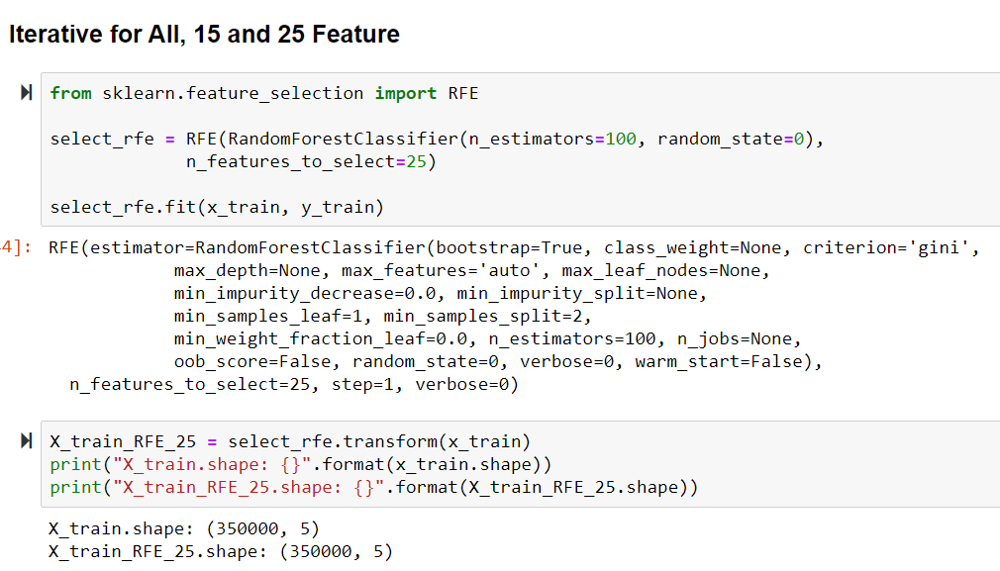 Iterative for All, 15 and 25 Feature
from sklearn.feature_selection import RFE
select_rfe = RFE(RandomForestClassifier(n_estimators=100, random_state=0),
n_features_to_select=25)
select_rfe.fit(x_train, y_train)
4]: RFE(estimator=RandomForestClassifier(bootstrap=True, class_weight=None, criterion='gini',
max_depth=None, max_features='auto', max_leaf_nodes=None,
min_impurity_decrease=0.0, min_impurity_split=None,
min_samples_leaf=1, min_samples_split=2,
min_weight_fraction_leaf=0.0, n_estimators=100, n_jobs=None,
oob_score=False, random_state=0, verbose=0, warm_start=False),
n_features_to_select=25, step=1, verbose=0)
X_train_RFE_25 = select_rfe.transform(x_train)
print("X_train.shape: {}".format(x_train.shape))
print("X_train_RFE_25.shape: {}".format(X_train_RFE_25.shape))
X_train.shape: (350000, 5)
X_train_RFE_25.shape: (350000, 5)